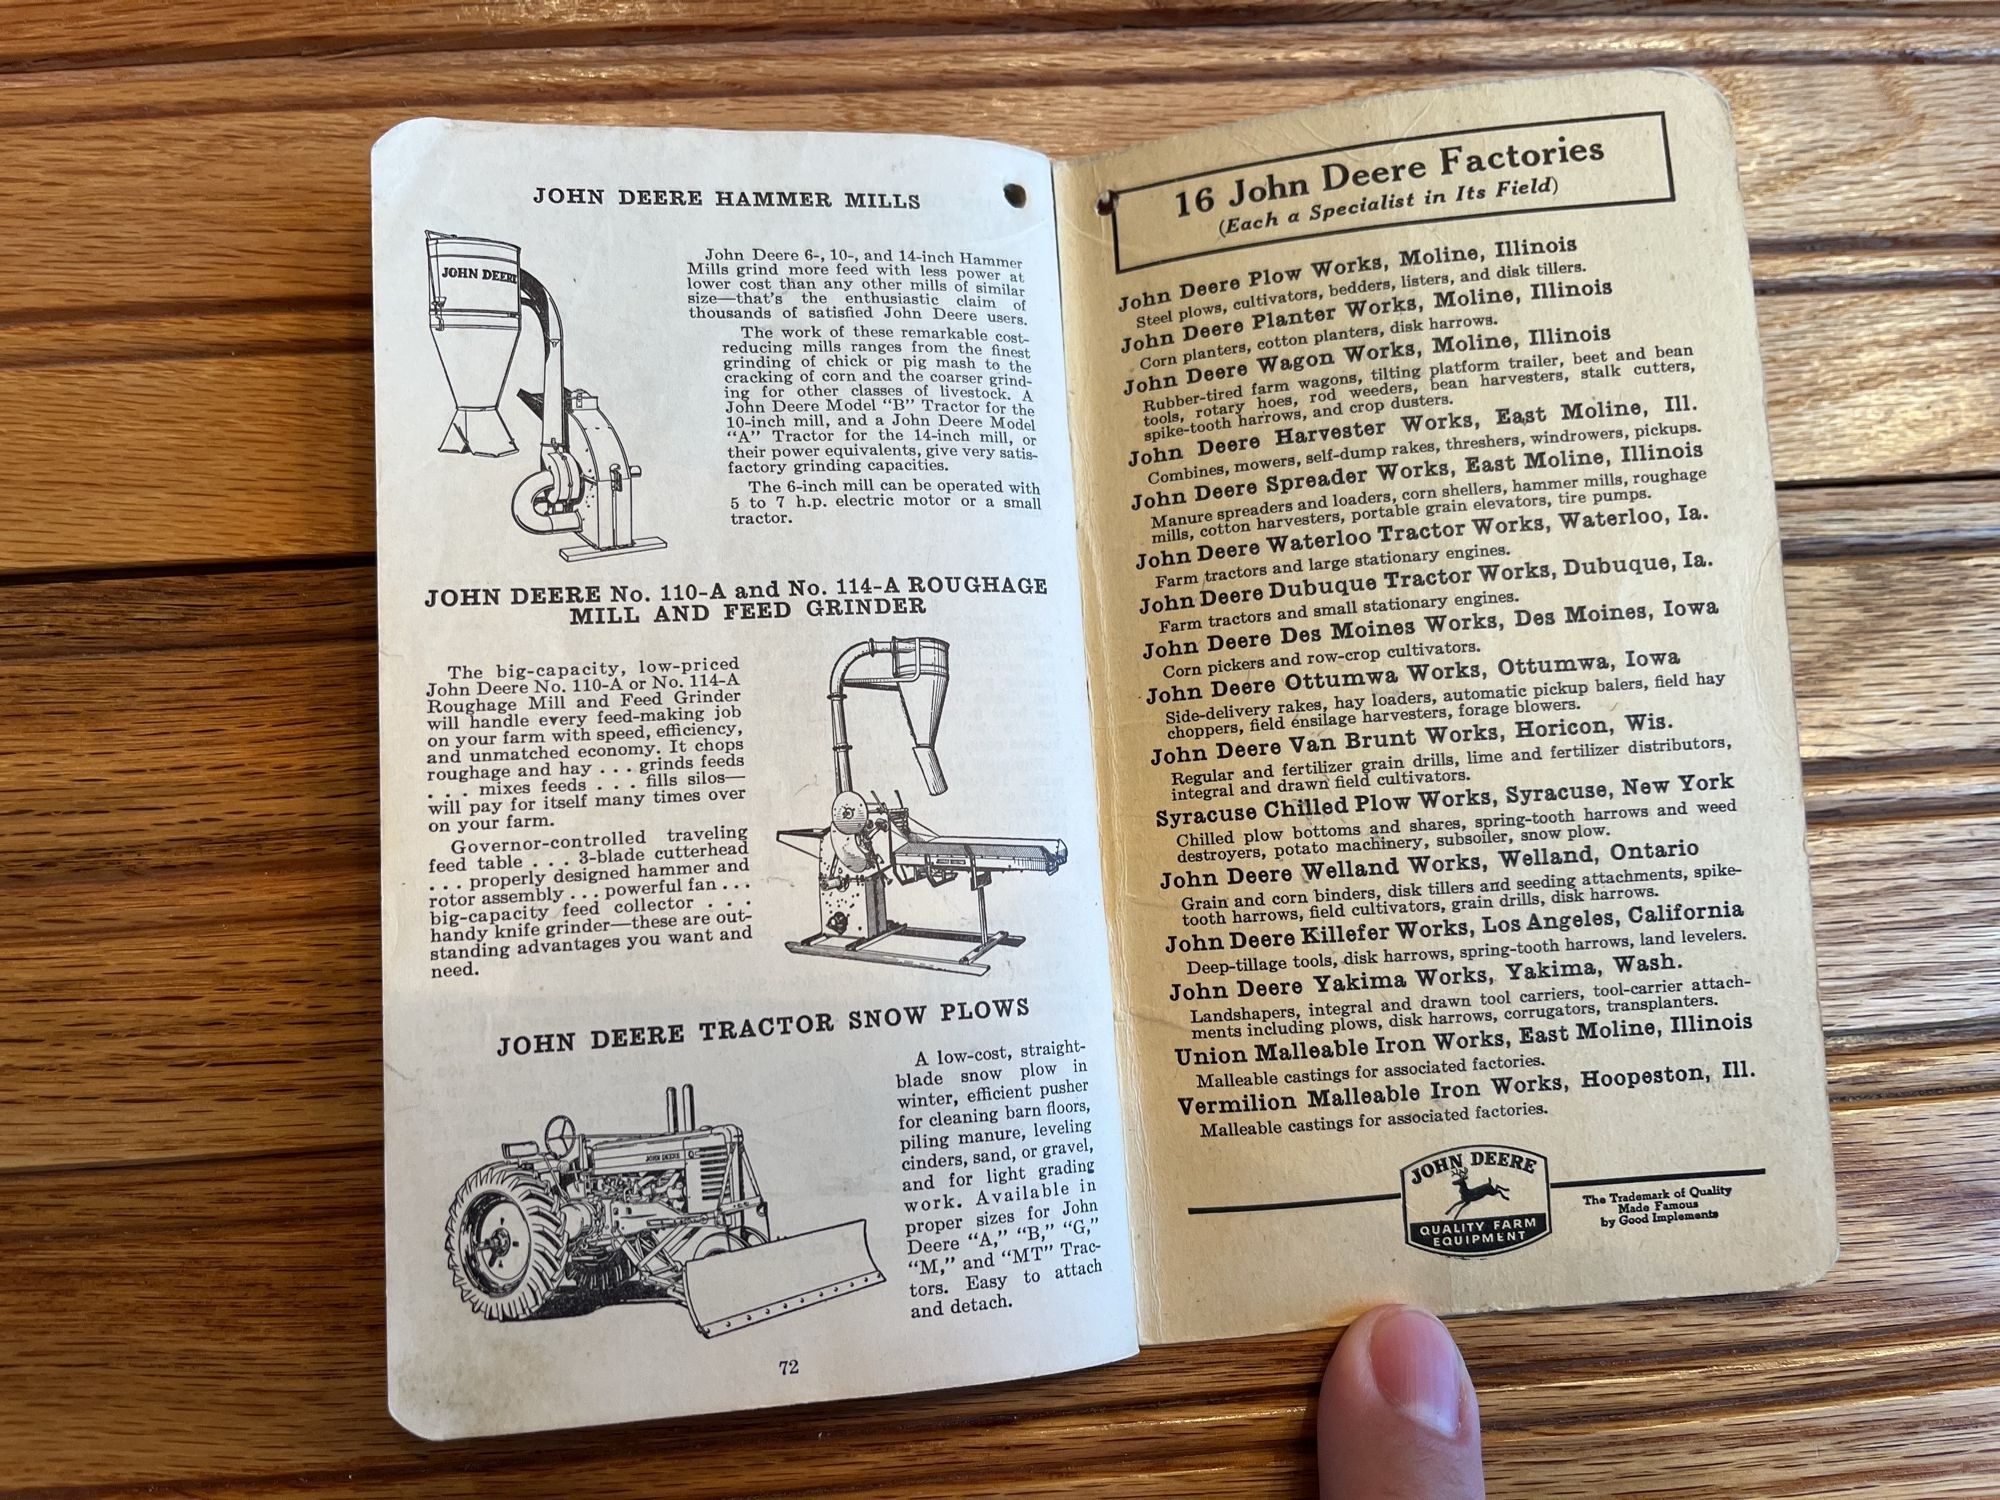 JOHN DEERE HAMMER MILLS
JOHN DEERE
John Deere 6-, 10-, and 14-inch Hammer
Mills grind more feed with less power at
lower cost than any other mills of similar
size—that's the enthusiastic claim of
thousands of satisfied John Deere users.
The work of these remarkable cost-
reducing mills ranges from the finest
grinding of chick or pig mash to the
cracking of corn and the coarser grind-
ing for other classes of livestock. A
John Deere Model "B" Tractor for the
10-inch mill, and a John Deere Model
"A" Tractor for the 14-inch mill, or
their power equivalents, give very satis-
factory grinding capacities.
The 6-inch mill can be operated with
5 to 7 h.p. electric motor or a small
tractor.
JOHN DEERE No. 110-A and No. 114-A ROUGHAGE
MILL AND FEED GRINDER
The big-capacity, low-priced
John Deere No. 110-A or No. 114-A
Roughage Mill and Feed Grinder
will handle every feed-making job
on your farm with speed, efficiency,
and unmatched economy. It chops
roughage and hay . . . grinds feeds
. . . mixes feeds . . . fills silos—
will pay for itself many times over
on your farm.
Governor-controlled traveling
feed table . . . 3-blade cutterhead
. . . properly designed hammer and
rotor assembly . . . powerful fan . . .
big-capacity feed collector . . .
handy knife grinder—these are out-
standing advantages you want and
need.
JOHN DEERE TRACTOR SNOW PLOWS
JOHN DEERE
A low-cost, straight-
blade snow plow in
winter, efficient pusher
for cleaning barn floors,
piling manure, leveling
cinders, sand, or gravel,
and for light grading
work. Available in
proper sizes for John
Deere "A," "B," "G,"
"M," and "MT" Trac-
tors. Easy to attach
and detach.
72
16 John Deere Factories
(Each a Specialist in Its Field)
John Deere Plow Works, Moline, Illinois
Steel plows, cultivators, bedders, listers, and disk tillers.
John Deere Planter Works, Moline, Illinois
Corn planters, cotton planters, disk harrows.
John Deere Wagon Works, Moline, Illinois
Rubber-tired farm wagons, tilting platform trailer, beet and bean
tools, rotary hoes, rod weeders, bean harvesters, stalk cutters,
spike-tooth harrows, and crop dusters.
John Deere Harvester Works, East Moline, Ill.
Combines, mowers, self-dump rakes, threshers, windrowers, pickups.
John Deere Spreader Works, East Moline, Illinois
Manure spreaders and loaders, corn shellers, hammer mills, roughage
mills, cotton harvesters, portable grain elevators, tire pumps.
John Deere Waterloo Tractor Works, Waterloo, Ia.
Farm tractors and large stationary engines.
John Deere Dubuque Tractor Works, Dubuque, Ia.
Farm tractors and small stationary engines.
John Deere Des Moines Works, Des Moines, Iowa
Corn pickers and row-crop cultivators.
John Deere Ottumwa Works, Ottumwa, Iowa
Side-delivery rakes, hay loaders, automatic pickup balers, field hay
choppers, field ensilage harvesters, forage blowers.
John Deere Van Brunt Works, Horicon, Wis.
Regular and fertilizer grain drills, lime and fertilizer distributors,
integral and drawn field cultivators.
Syracuse Chilled Plow Works, Syracuse, New York
Chilled plow bottoms and shares, spring-tooth harrows and weed
destroyers, potato machinery, subsoiler, snow plow.
John Deere Welland Works, Welland, Ontario
Grain and corn binders, disk tillers and seeding attachments, spike-
tooth harrows, field cultivators, grain drills, disk harrows.
John Deere Killefer Works, Los Angeles, California
Deep-tillage tools, disk harrows, spring-tooth harrows, land levelers.
John Deere Yakima Works, Yakima, Wash.
Landshapers, integral and drawn tool carriers, tool-carrier attach-
ments including plows, disk harrows, corrugators, transplanters.
Union Malleable Iron Works, East Moline, Illinois
Malleable castings for associated factories.
Vermilion Malleable Iron Works, Hoopeston, Ill.
Malleable castings for associated factories.
JOHN DEERE
QUALITY FARM
EQUIPMENT
The Trademark of Quality
Made Famous
by Good Implements